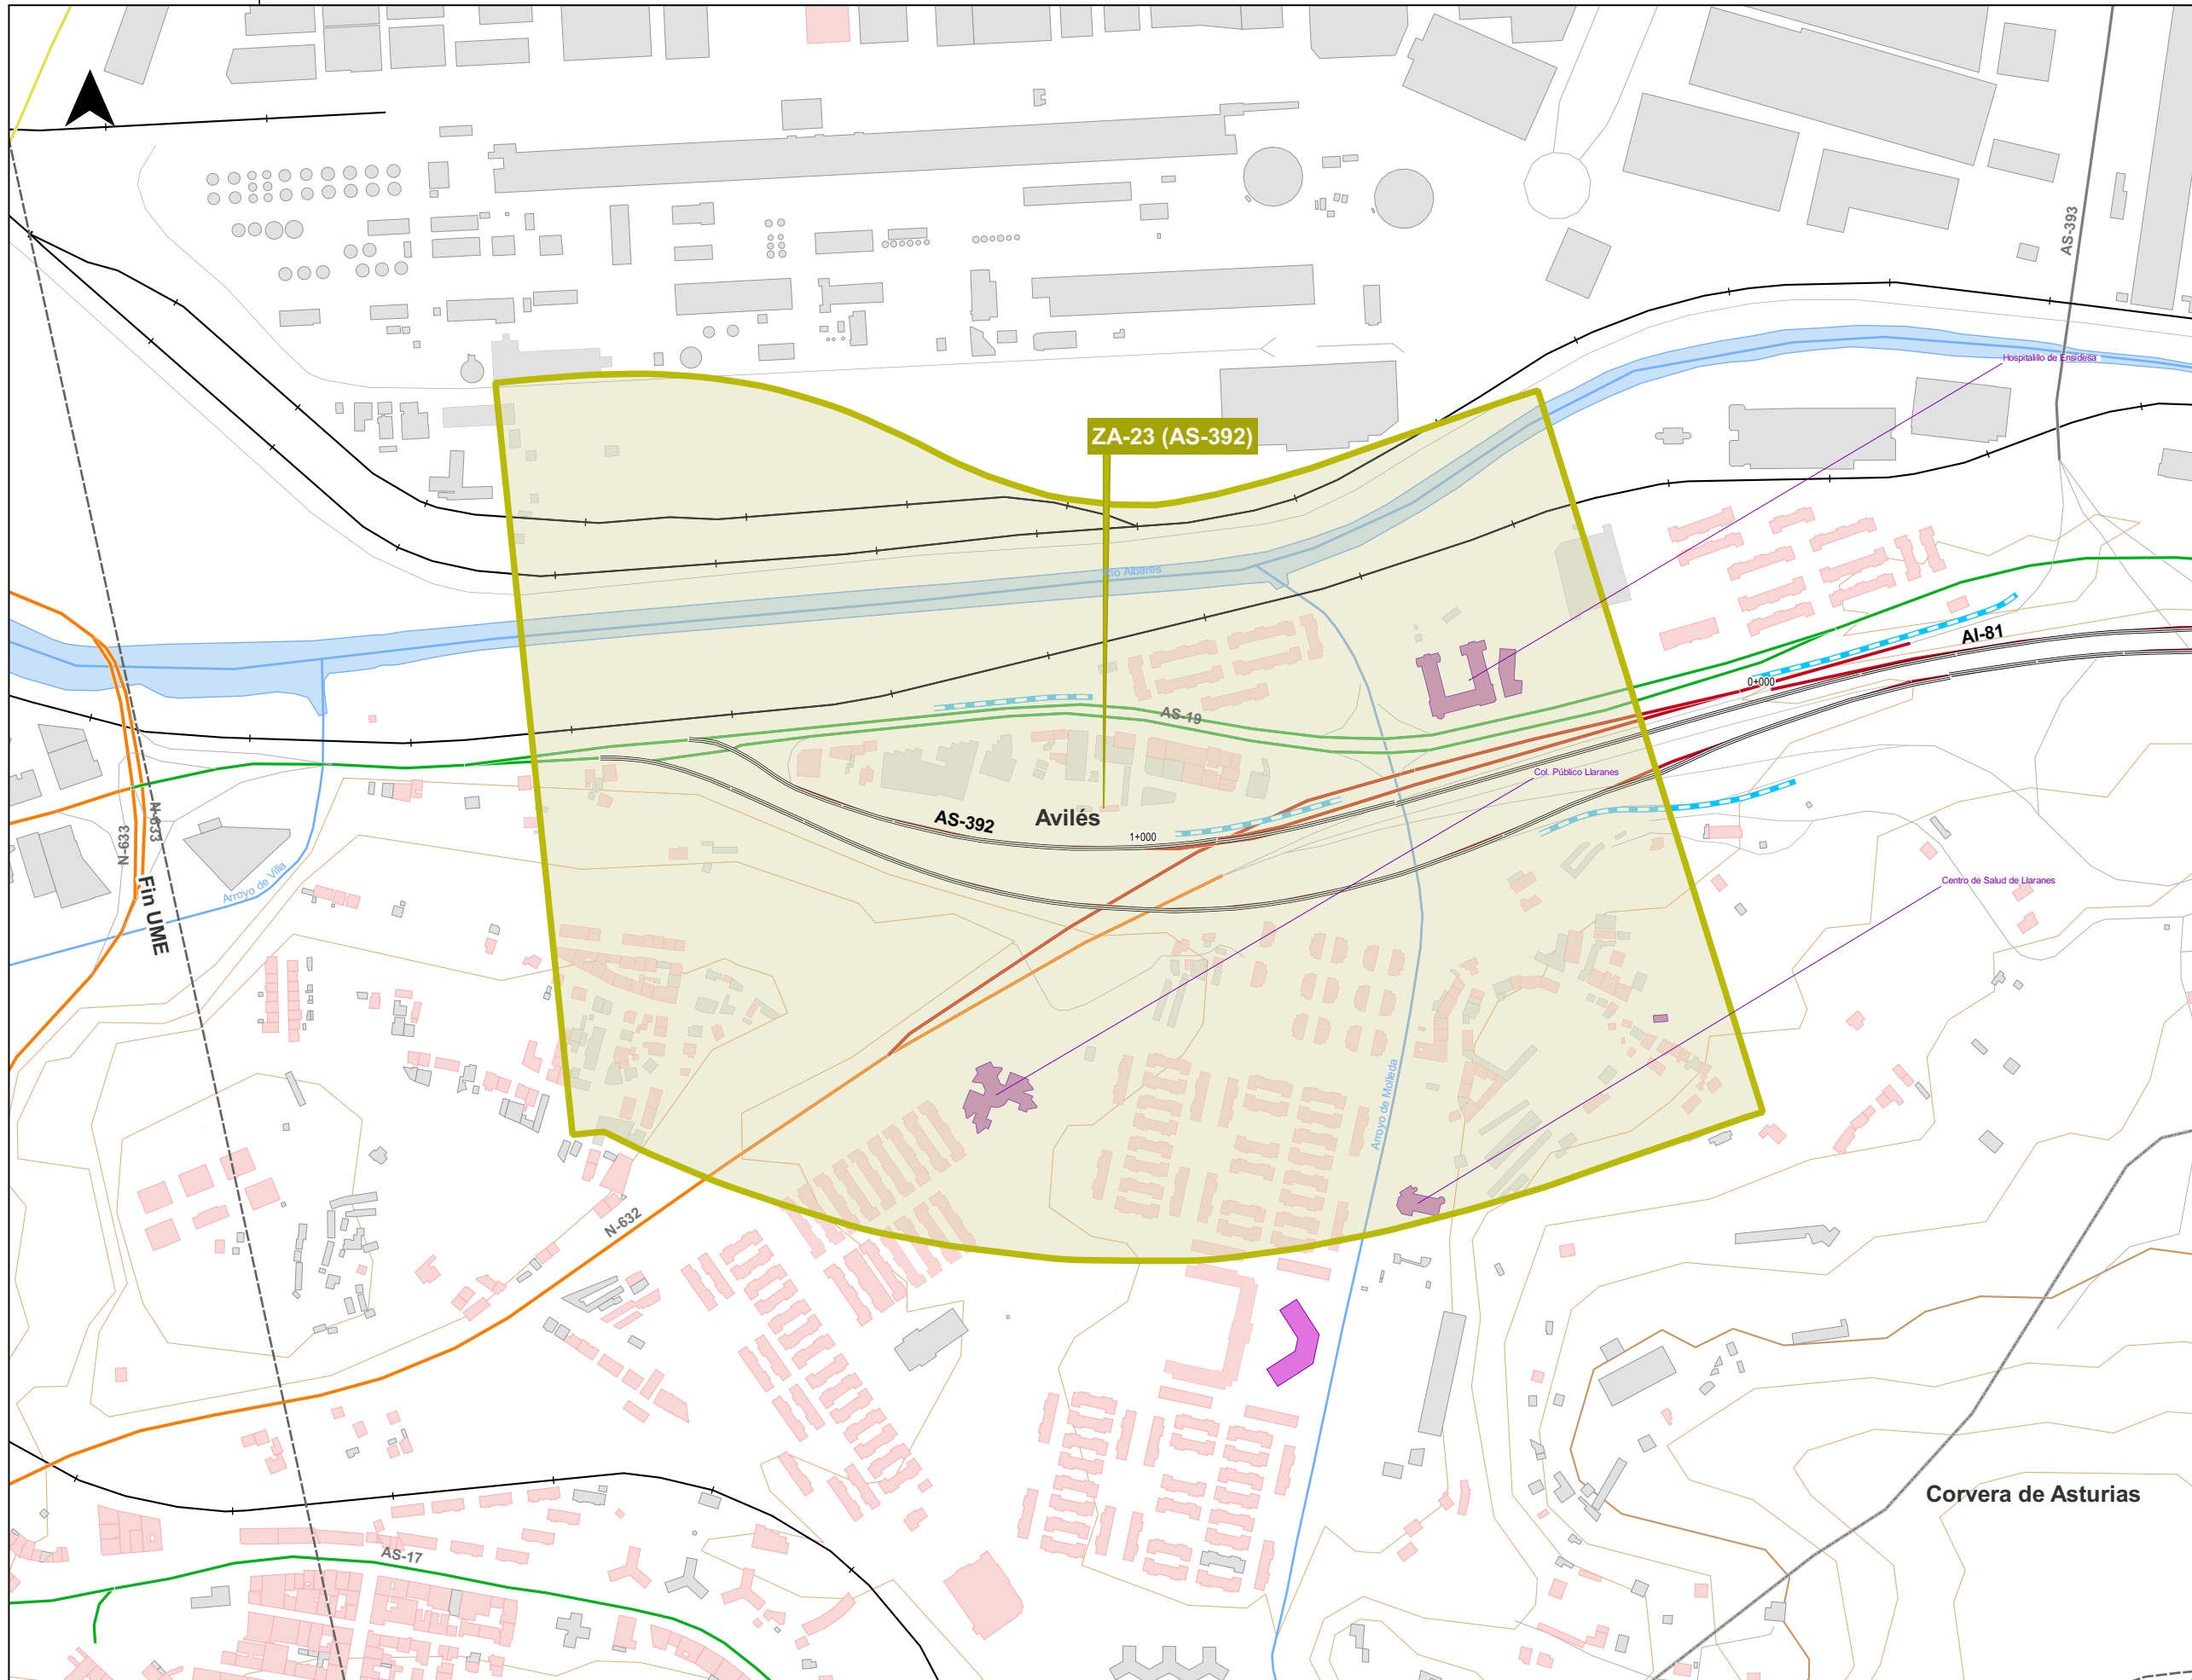 AS-393
Hospitalillo de Ensidesa
ZA-23 (AS-392)
Río Albares
AI-81
0+000
AS-19
Col. Público Llaranes
AS-392
Avilés
1+000
N-633
N-633
Fin UME
Arroyo de Villa
Centro de Salud de Llaranes
Arroyo de Molleda
N-632
Corvera de Asturias
AS-17